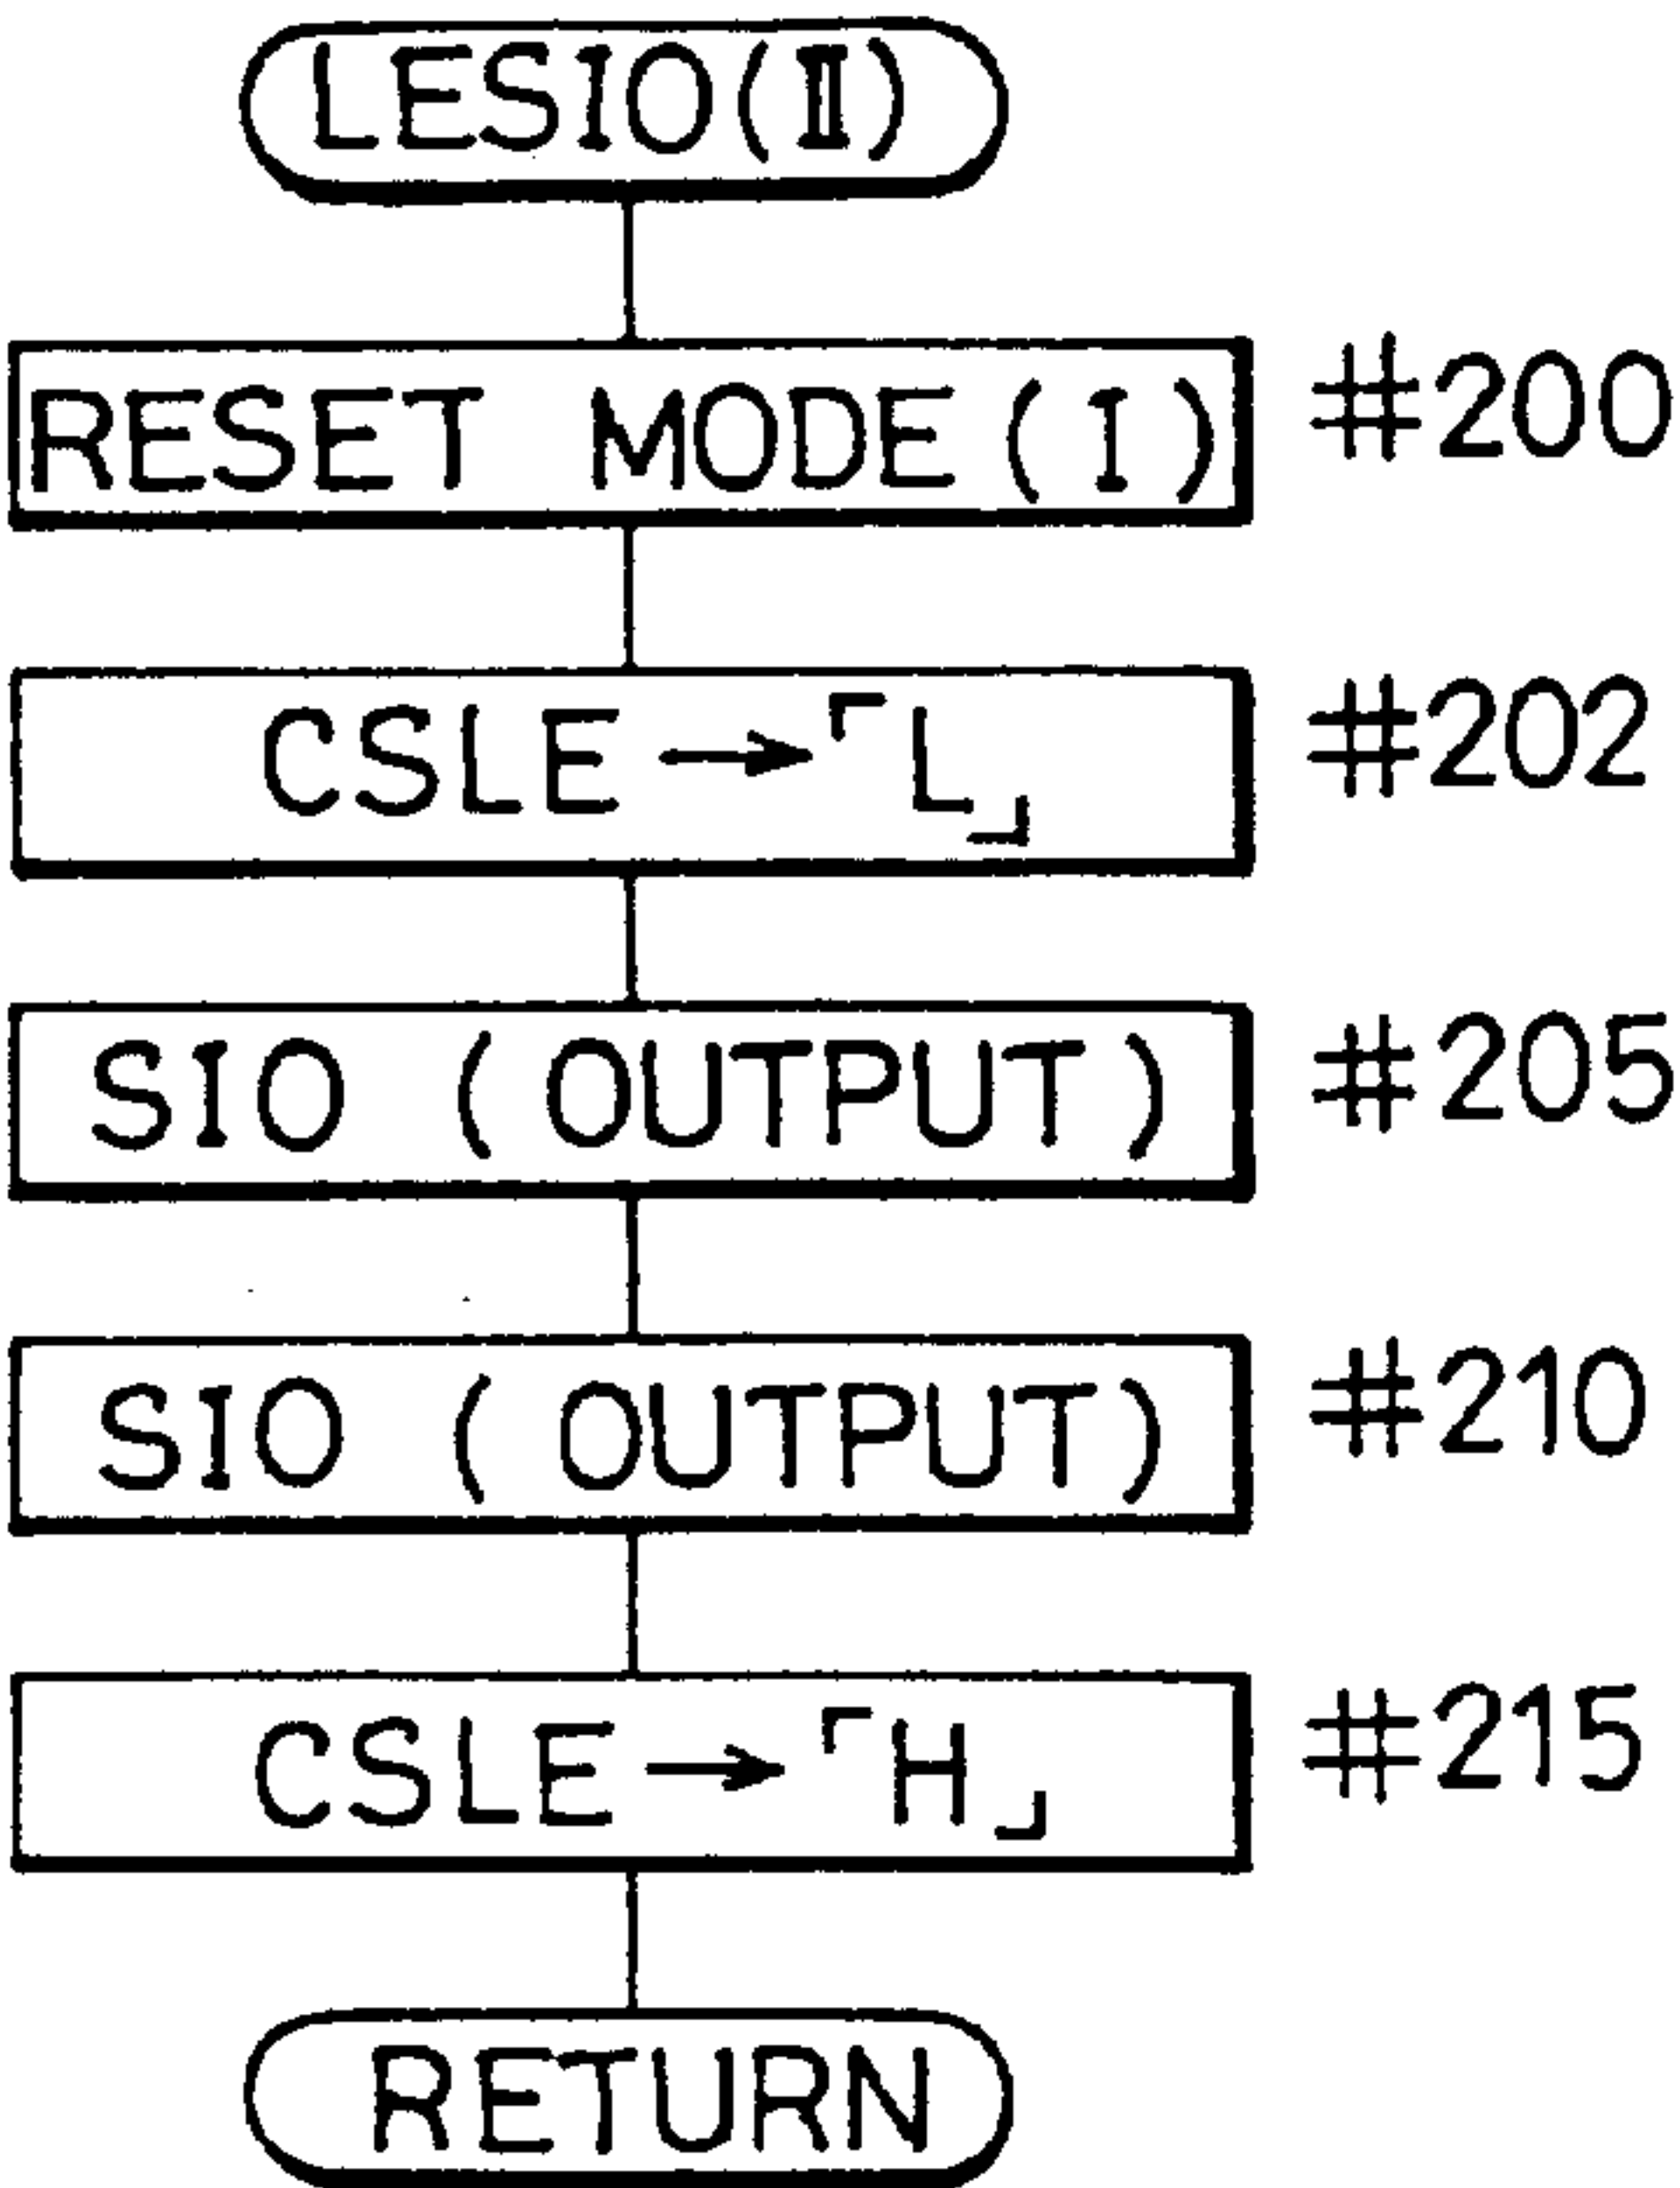 LESIO(II)
RESET MODE(I) #200
CSLE→「L」 #202
SIO (OUTPUT) #205
SIO (OUTPUT) #210
CSLE→「H」 #215
RETURN